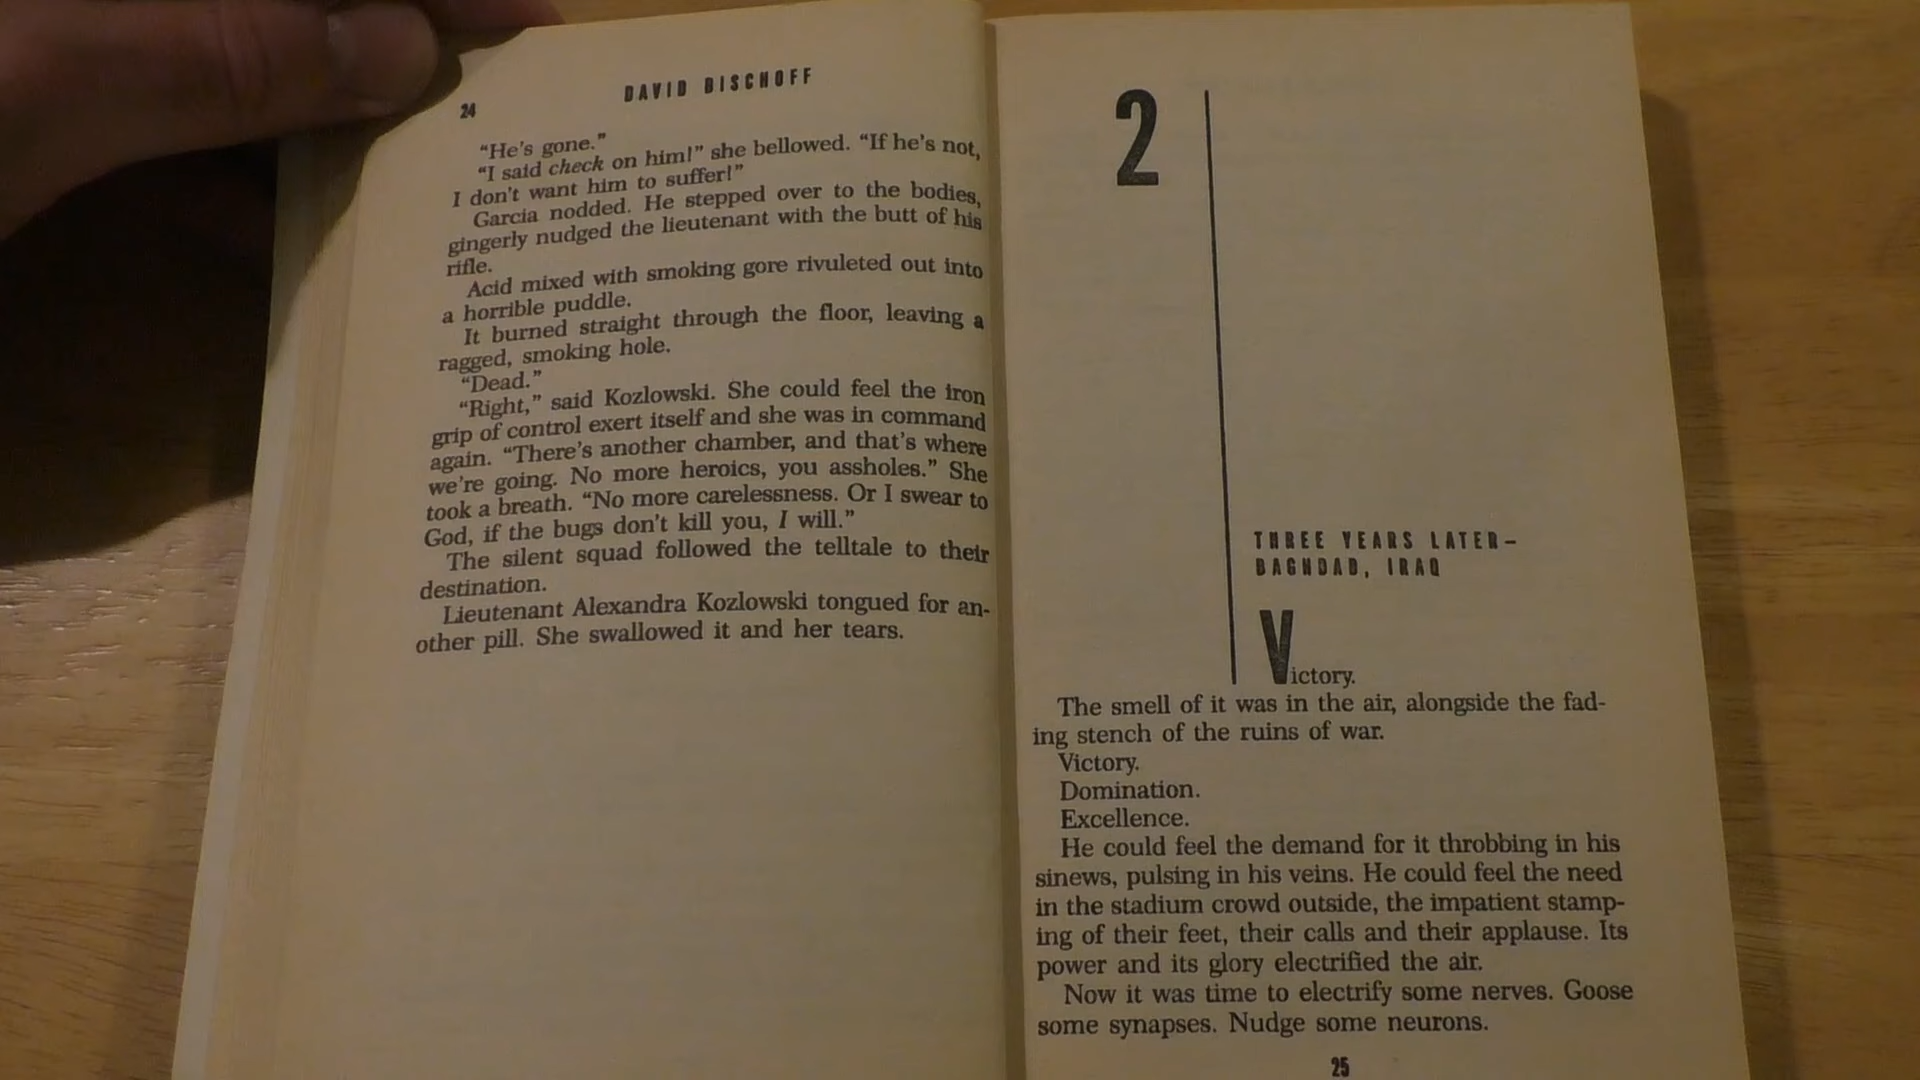 24
DAVID BISCHOFF
“He’s gone.”
“I said check on him!” she bellowed. “If he’s not,
I don’t want him to suffer!”
Garcia nodded. He stepped over to the bodies,
gingerly nudged the lieutenant with the butt of his
rifle.
Acid mixed with smoking gore rivuleted out into
a horrible puddle.
It burned straight through the floor, leaving a
ragged, smoking hole.
“Dead.”
“Right,” said Kozlowski. She could feel the iron
grip of control exert itself and she was in command
again. “There’s another chamber, and that’s where
we’re going. No more heroics, you assholes.” She
took a breath. “No more carelessness. Or I swear to
God, if the bugs don’t kill you, I will.”
The silent squad followed the telltale to their
destination.
Lieutenant Alexandra Kozlowski tongued for an-
other pill. She swallowed it and her tears.
2
THREE YEARS LATER–
BAGHDAD, IRAQ
Victory.
The smell of it was in the air, alongside the fad-
ing stench of the ruins of war.
Victory.
Domination.
Excellence.
He could feel the demand for it throbbing in his
sinews, pulsing in his veins. He could feel the need
in the stadium crowd outside, the impatient stamp-
ing of their feet, their calls and their applause. Its
power and its glory electrified the air.
Now it was time to electrify some nerves. Goose
some synapses. Nudge some neurons.
25